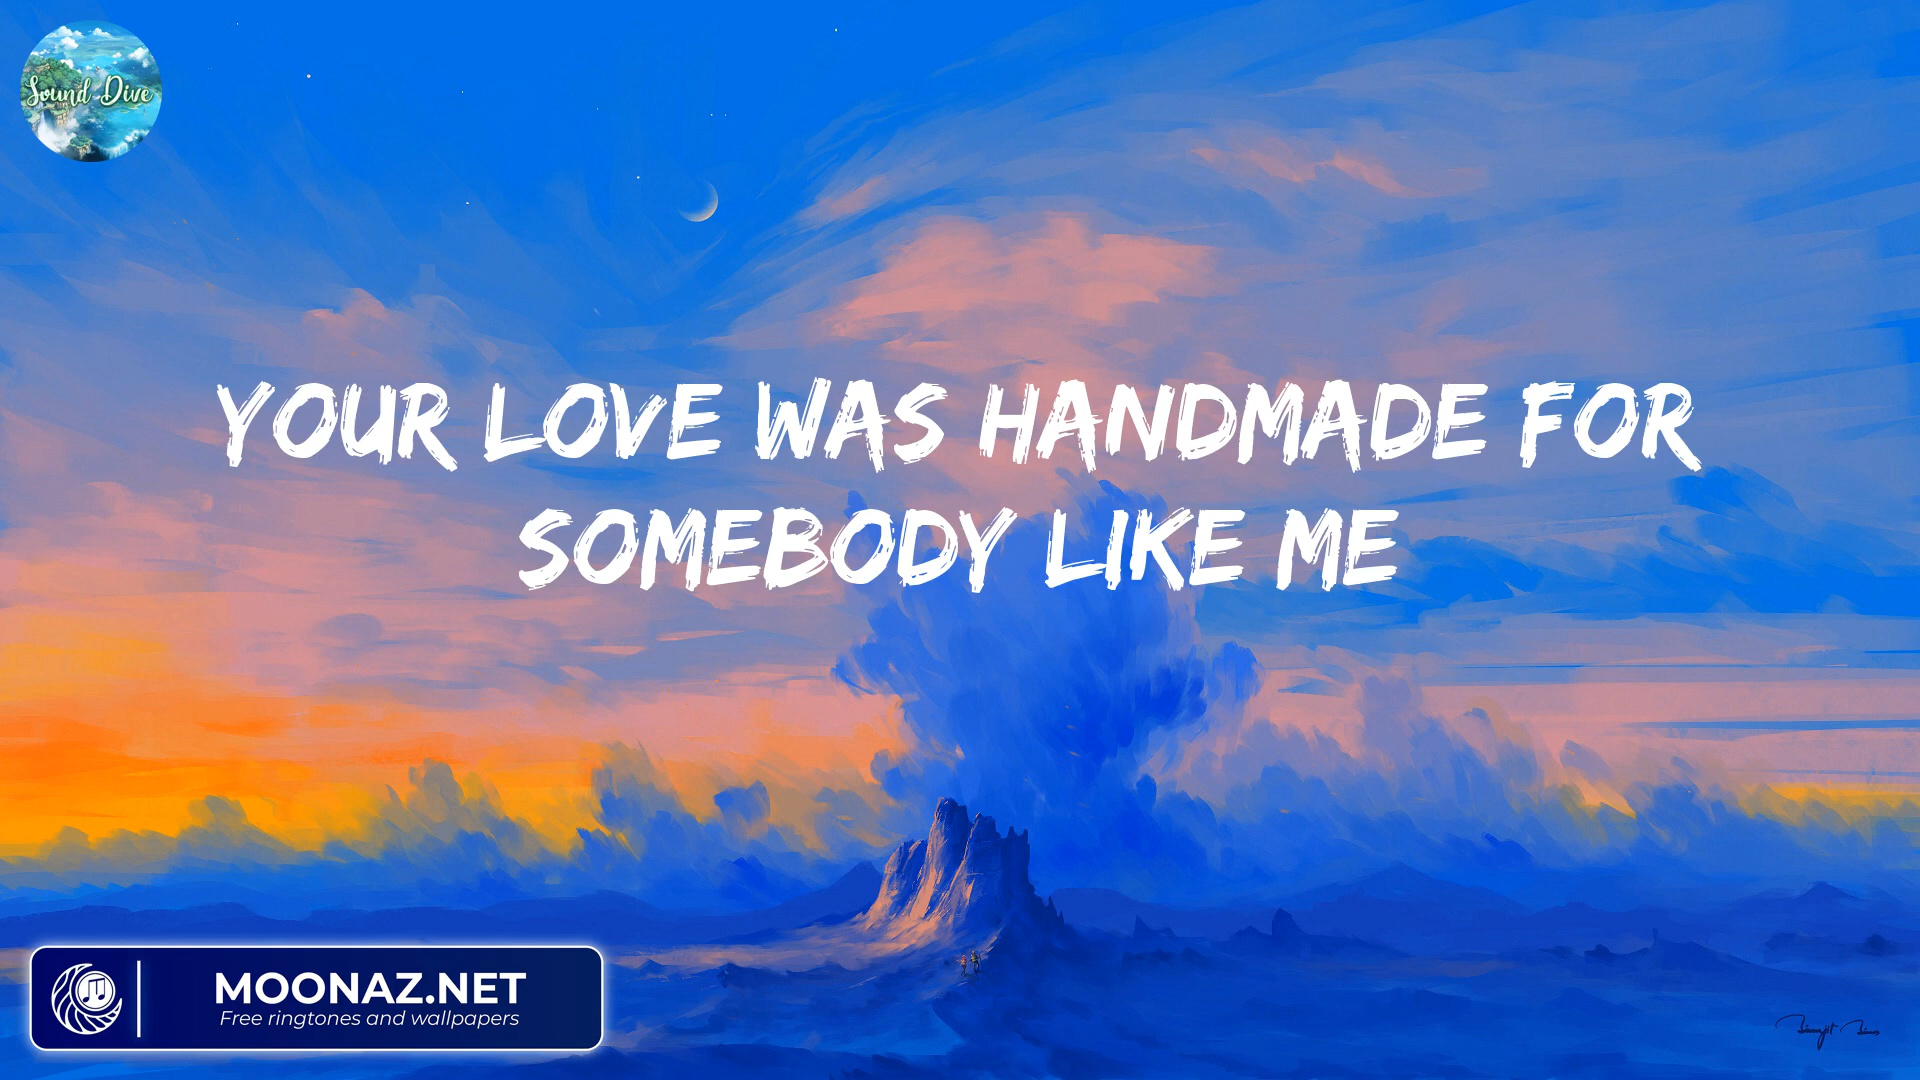 Sound Dive
YOUR LOVE WAS HANDMADE FOR
SOMEBODY LIKE ME
MOONAZ.NET
Free ringtones and wallpapers